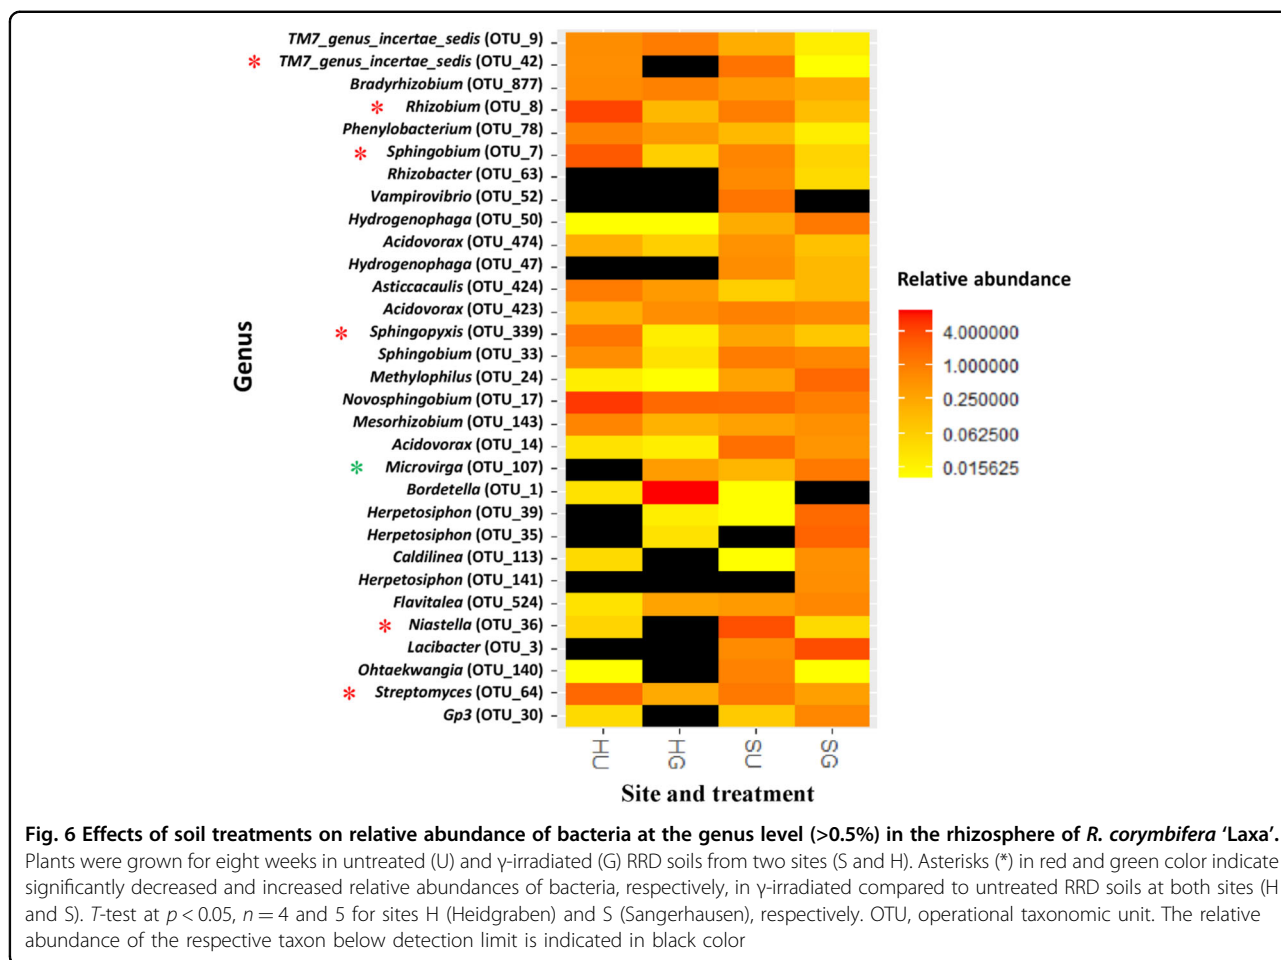 TM7_genus_incertae_sedis (OTU_9)
* TM7_genus_incertae_sedis (OTU_42)
Bradyrhizobium (OTU_877)
* Rhizobium (OTU_8)
Phenylobacterium (OTU_78)
* Sphingobium (OTU_7)
Rhizobacter (OTU_63)
Vampirovibrio (OTU_52)
Hydrogenophaga (OTU_50)
Acidovorax (OTU_474)
Hydrogenophaga (OTU_47)
Asticcacaulis (OTU_424)
Acidovorax (OTU_423)
* Sphingopyxis (OTU_339)
Sphingobium (OTU_33)
Methylophilus (OTU_24)
Novosphingobium (OTU_17)
Mesorhizobium (OTU_143)
Acidovorax (OTU_14)
* Microvirga (OTU_107)
Bordetella (OTU_1)
Herpetosiphon (OTU_39)
Herpetosiphon (OTU_35)
Caldilinea (OTU_113)
Herpetosiphon (OTU_141)
Flavitalea (OTU_524)
* Niastella (OTU_36)
Lacibacter (OTU_3)
Ohtaekwangia (OTU_140)
* Streptomyces (OTU_64)
Gp3 (OTU_30)
Genus
HU HG SU SG
Site and treatment
Relative abundance
4.000000
1.000000
0.250000
0.062500
0.015625
Fig. 6 Effects of soil treatments on relative abundance of bacteria at the genus level (>0.5%) in the rhizosphere of R. corymbifera ‘Laxa’.
Plants were grown for eight weeks in untreated (U) and γ-irradiated (G) RRD soils from two sites (S and H). Asterisks (*) in red and green color indicate
significantly decreased and increased relative abundances of bacteria, respectively, in γ-irradiated compared to untreated RRD soils at both sites (H
and S). T-test at p < 0.05, n = 4 and 5 for sites H (Heidgraben) and S (Sangerhausen), respectively. OTU, operational taxonomic unit. The relative
abundance of the respective taxon below detection limit is indicated in black color